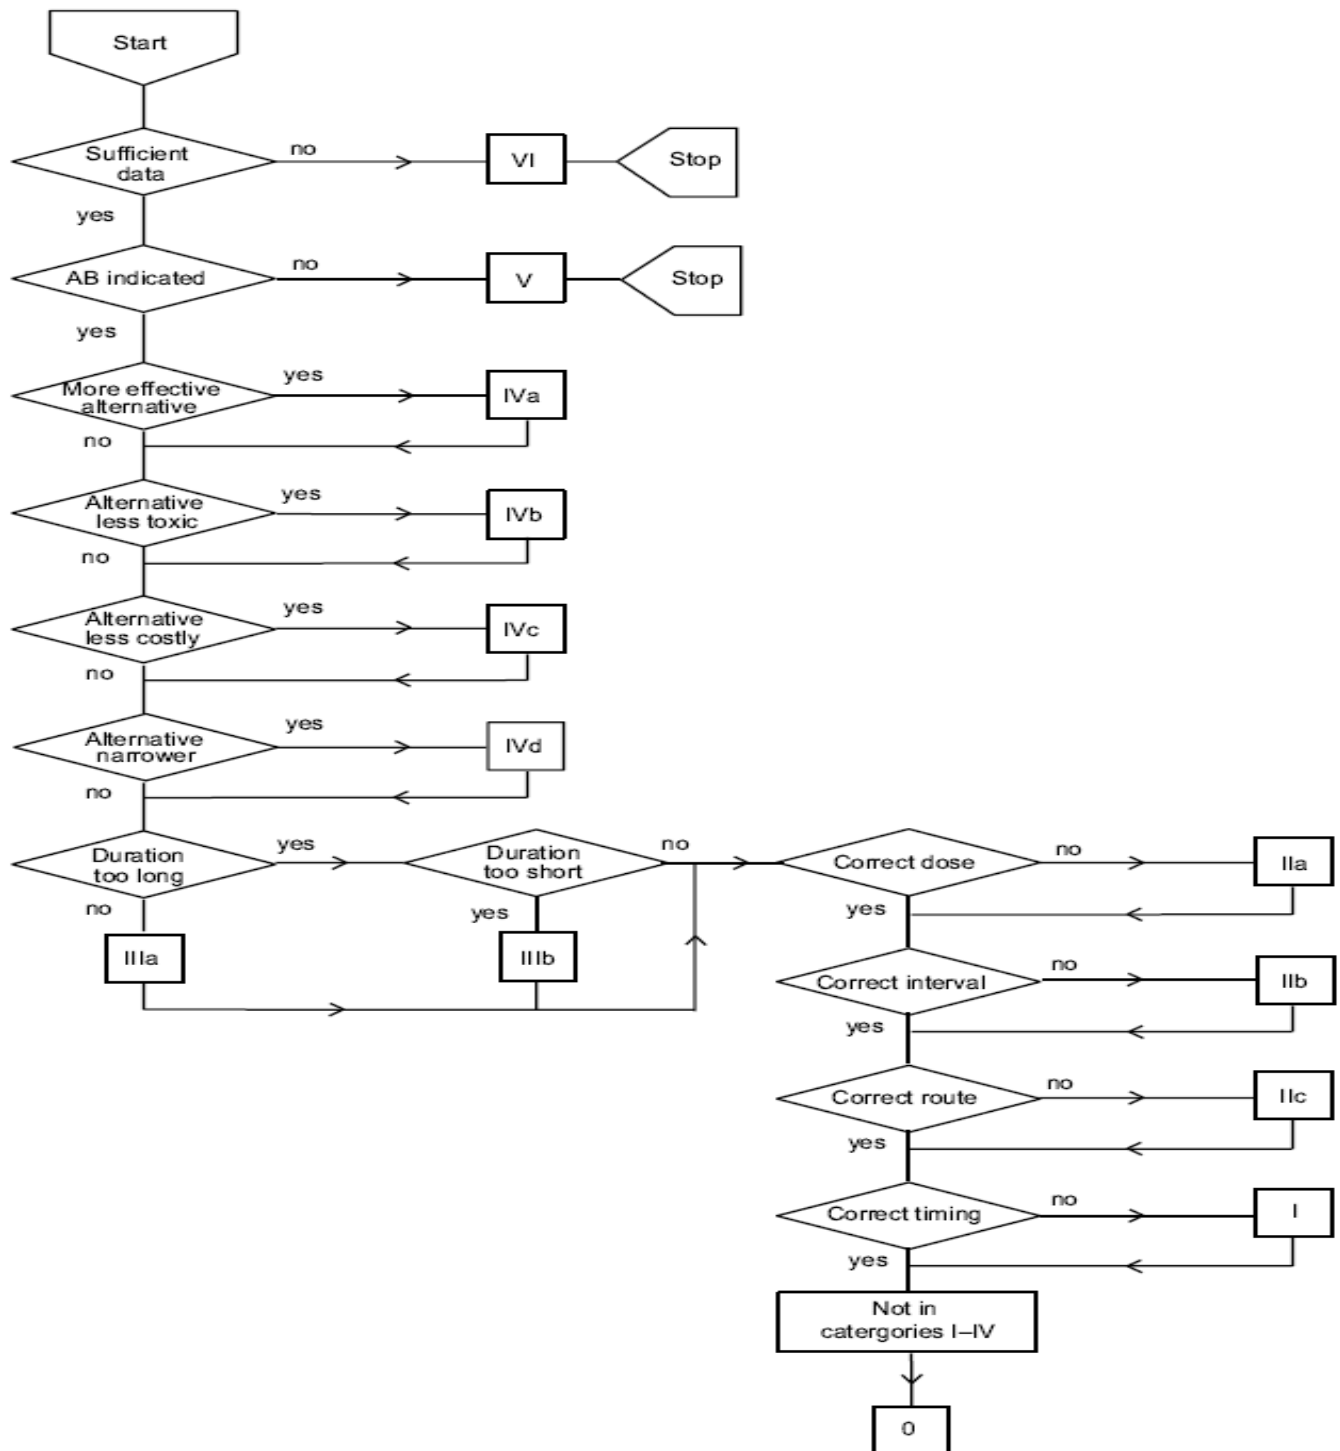 Start
Sufficient
data
no
VI
Stop
yes
AB indicated
no
V
Stop
yes
More effective
alternative
yes
IVa
no
Alternative
less toxic
yes
IVb
no
Alternative
less costly
yes
IVc
no
Alternative
narrower
yes
IVd
no
Duration
too long
yes
Duration
too short
no
Correct dose
no
IIa
no
IIIa
yes
IIIb
yes
Correct interval
no
IIb
yes
Correct route
no
IIc
yes
Correct timing
no
I
yes
Not in
catergories I–IV
0